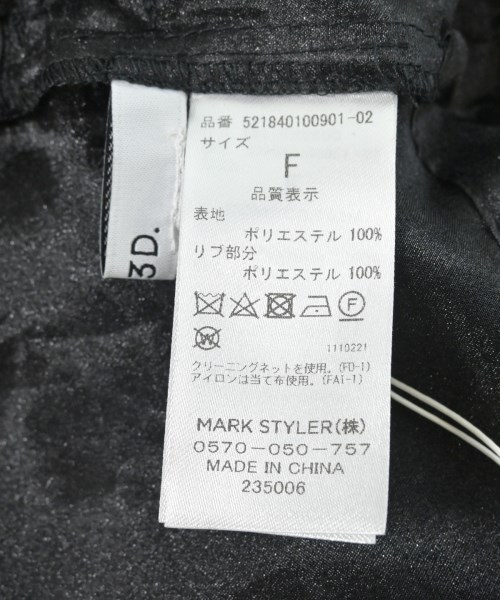 品番 521840100901-02
サイズ
F
品質表示
表地
ポリエステル 100%
リブ部分
ポリエステル 100%
F
W
1110221
クリーニングネットを使用。(FD-1)
アイロンは当て布使用。(FA1-1)
MARK STYLER(株)
0570-050-757
MADE IN CHINA
235006
3D.